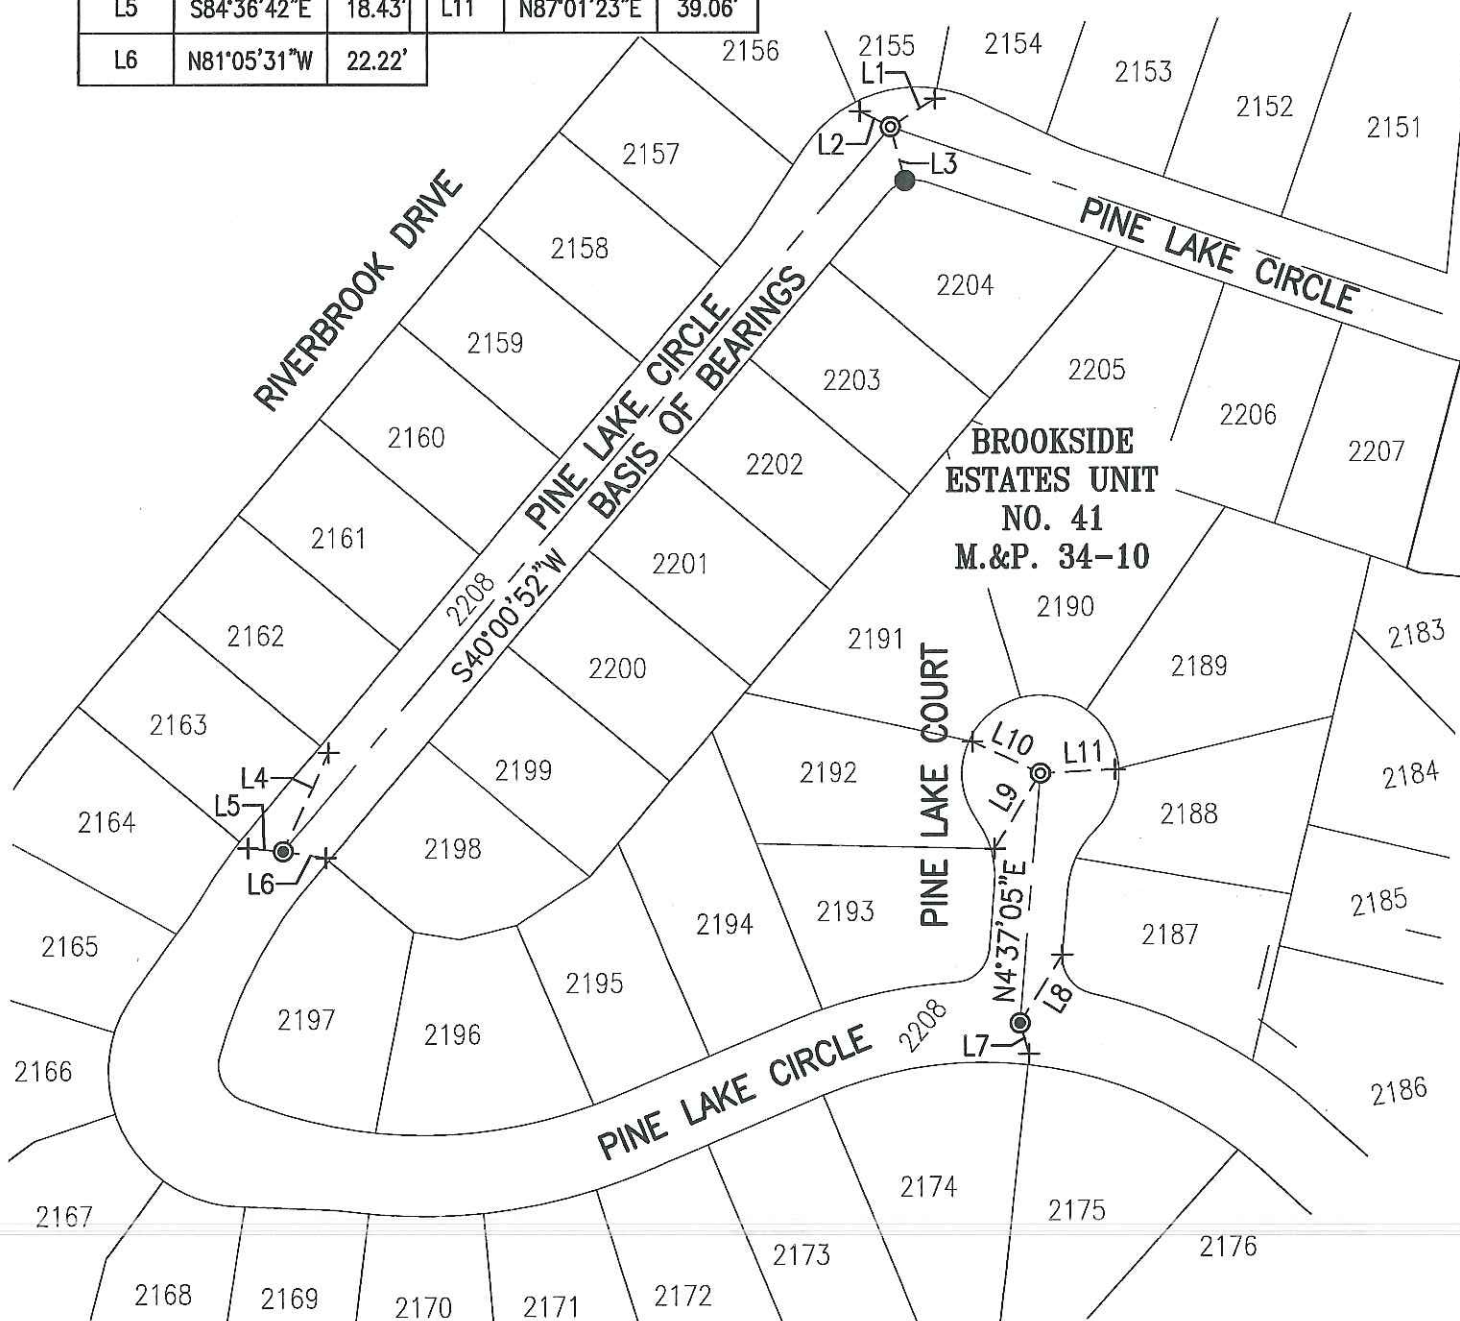 L5 S84°36'42"E 18.43' L11 N87°01'23"E 39.06'
L6 N81°05'31"W 22.22'
2156
2155
2154
2153
2152
2151
L1
L2
L3
2157
2158
2159
2160
2161
2162
2163
2164
2165
2166
2167
2168
2169
2170
2171
2172
2173
2174
2175
2176
RIVERBROOK DRIVE
PINE LAKE CIRCLE
PINE LAKE CIRCLE
BASIS OF BEARINGS
2208
S40°00'52"W
2204
2203
2202
2201
2200
2199
2198
2197
2196
2195
2194
2193
2192
2191
2190
2189
2188
2187
2205
2206
2207
BROOKSIDE
ESTATES UNIT
NO. 41
M.&P. 34-10
2183
2184
2185
2186
PINE LAKE COURT
L10
L11
L9
N4°37'05"E
L8
L7
L4
L5
L6
PINE LAKE CIRCLE
2208